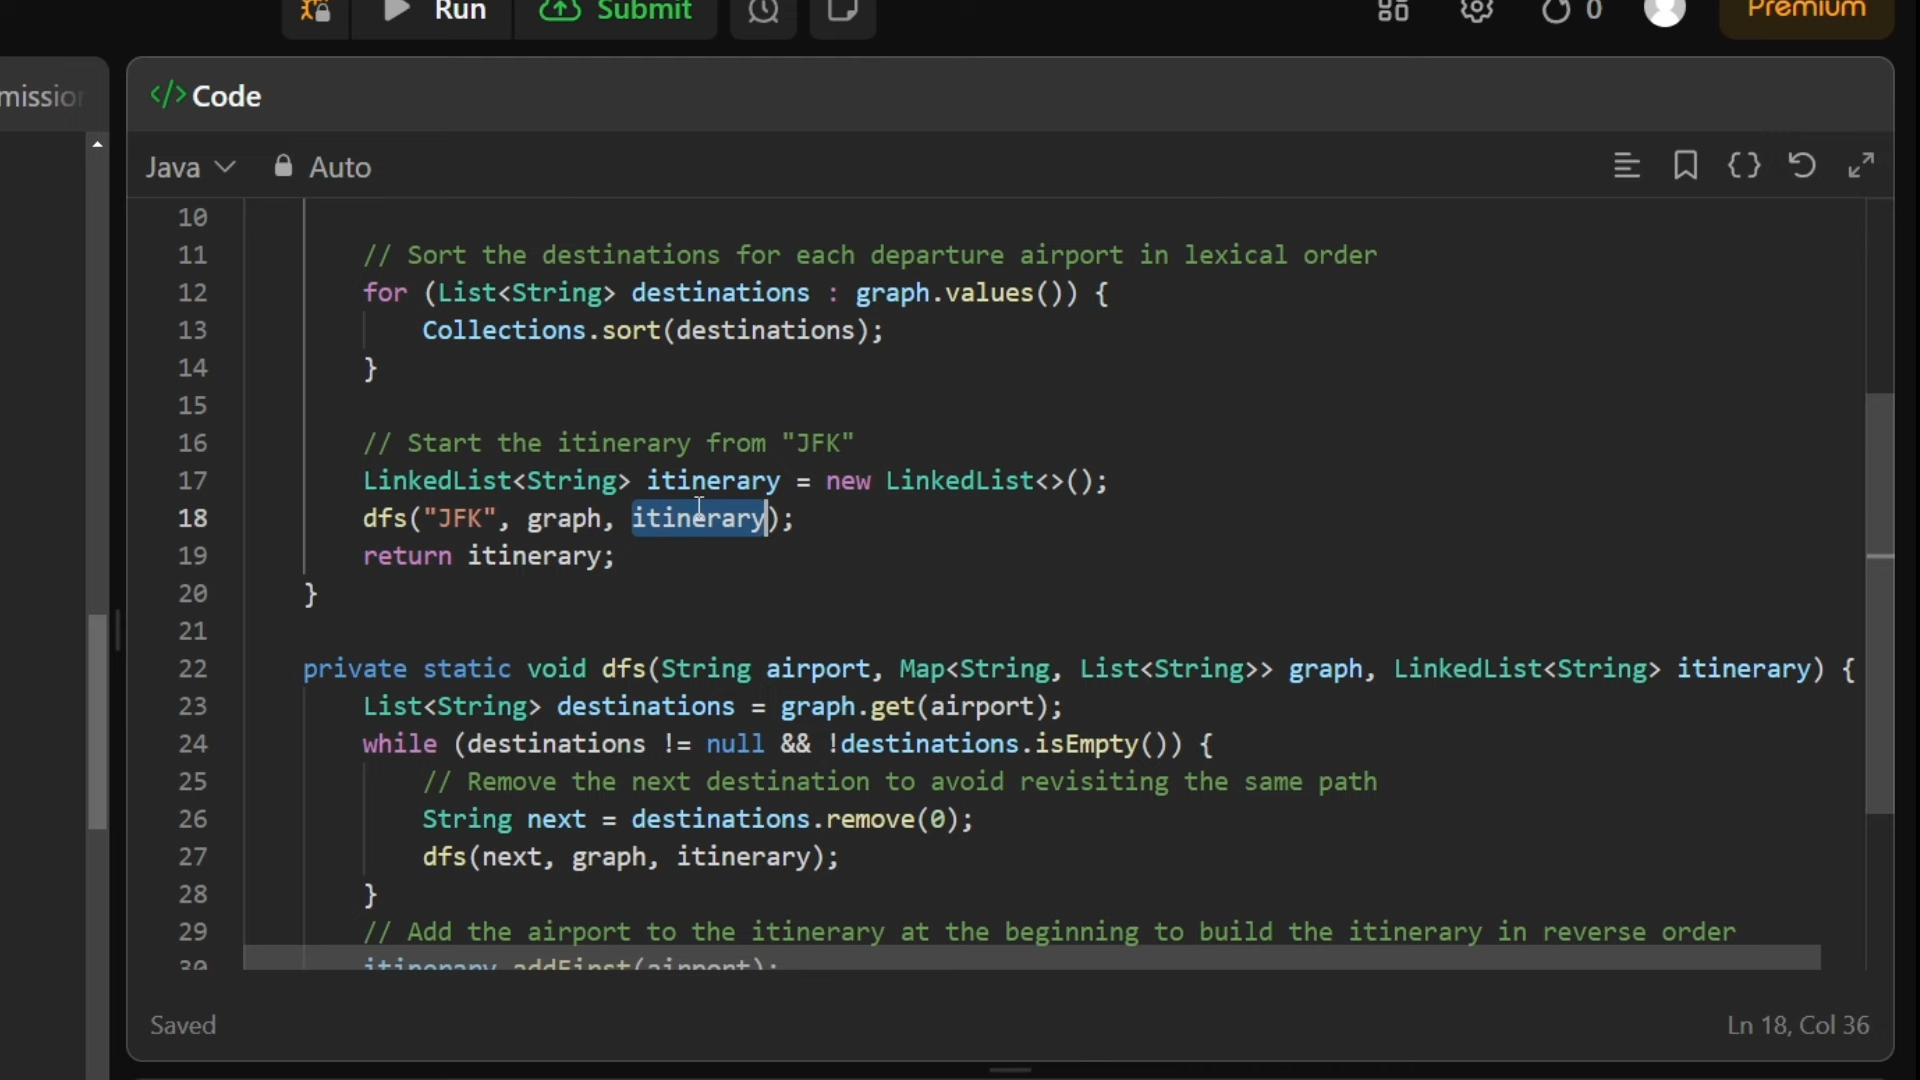 Run
Submit
0
Premium
mission
</> Code
Java
Auto
10
11 // Sort the destinations for each departure airport in lexical order
12 for (List<String> destinations : graph.values()) {
13 Collections.sort(destinations);
14 }
15
16 // Start the itinerary from "JFK"
17 LinkedList<String> itinerary = new LinkedList<>();
18 dfs("JFK", graph, itinerary);
19 return itinerary;
20 }
21
22 private static void dfs(String airport, Map<String, List<String>> graph, LinkedList<String> itinerary) {
23 List<String> destinations = graph.get(airport);
24 while (destinations != null && !destinations.isEmpty()) {
25 // Remove the next destination to avoid revisiting the same path
26 String next = destinations.remove(0);
27 dfs(next, graph, itinerary);
28 }
29 // Add the airport to the itinerary at the beginning to build the itinerary in reverse order
30 itinerary.addFirst(airport);
Saved
Ln 18, Col 36